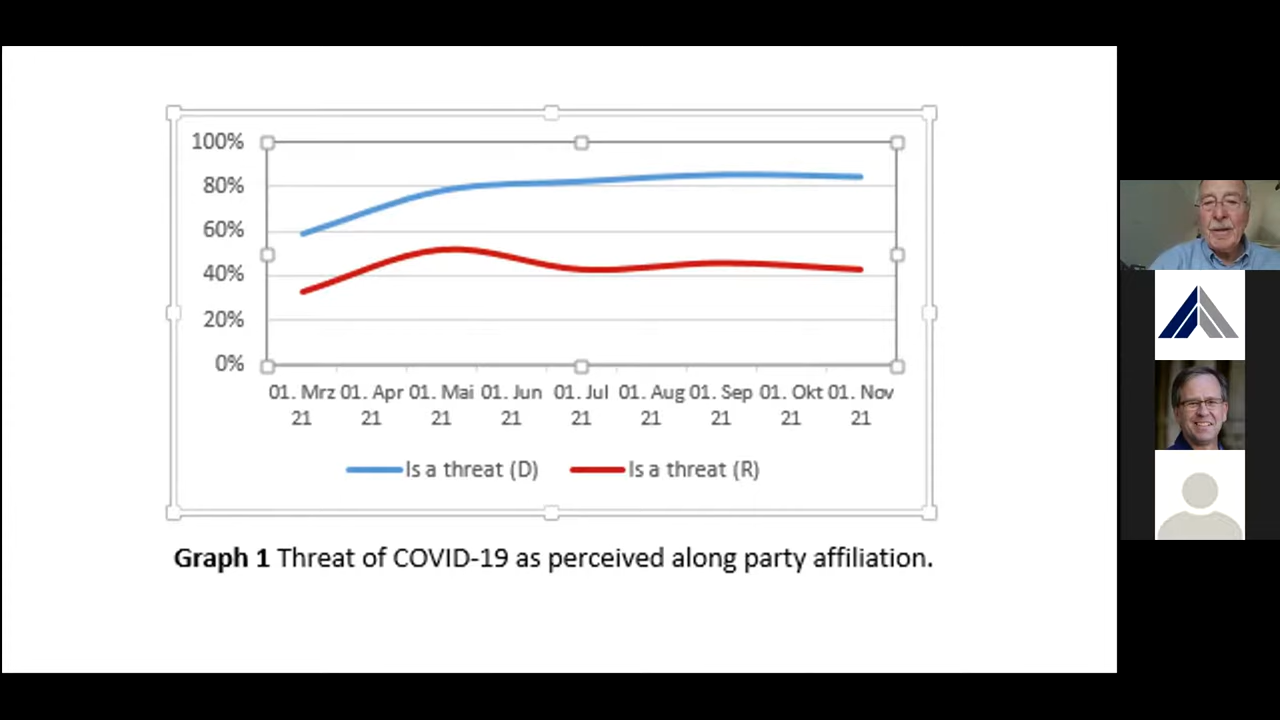 100%
80%
60%
40%
20%
0%
01. Mrz 01. Apr 01. Mai 01. Jun 01. Jul 01. Aug 01. Sep 01. Okt 01. Nov
21 21 21 21 21 21 21 21 21
Is a threat (D) Is a threat (R)
Graph 1 Threat of COVID-19 as perceived along party affiliation.